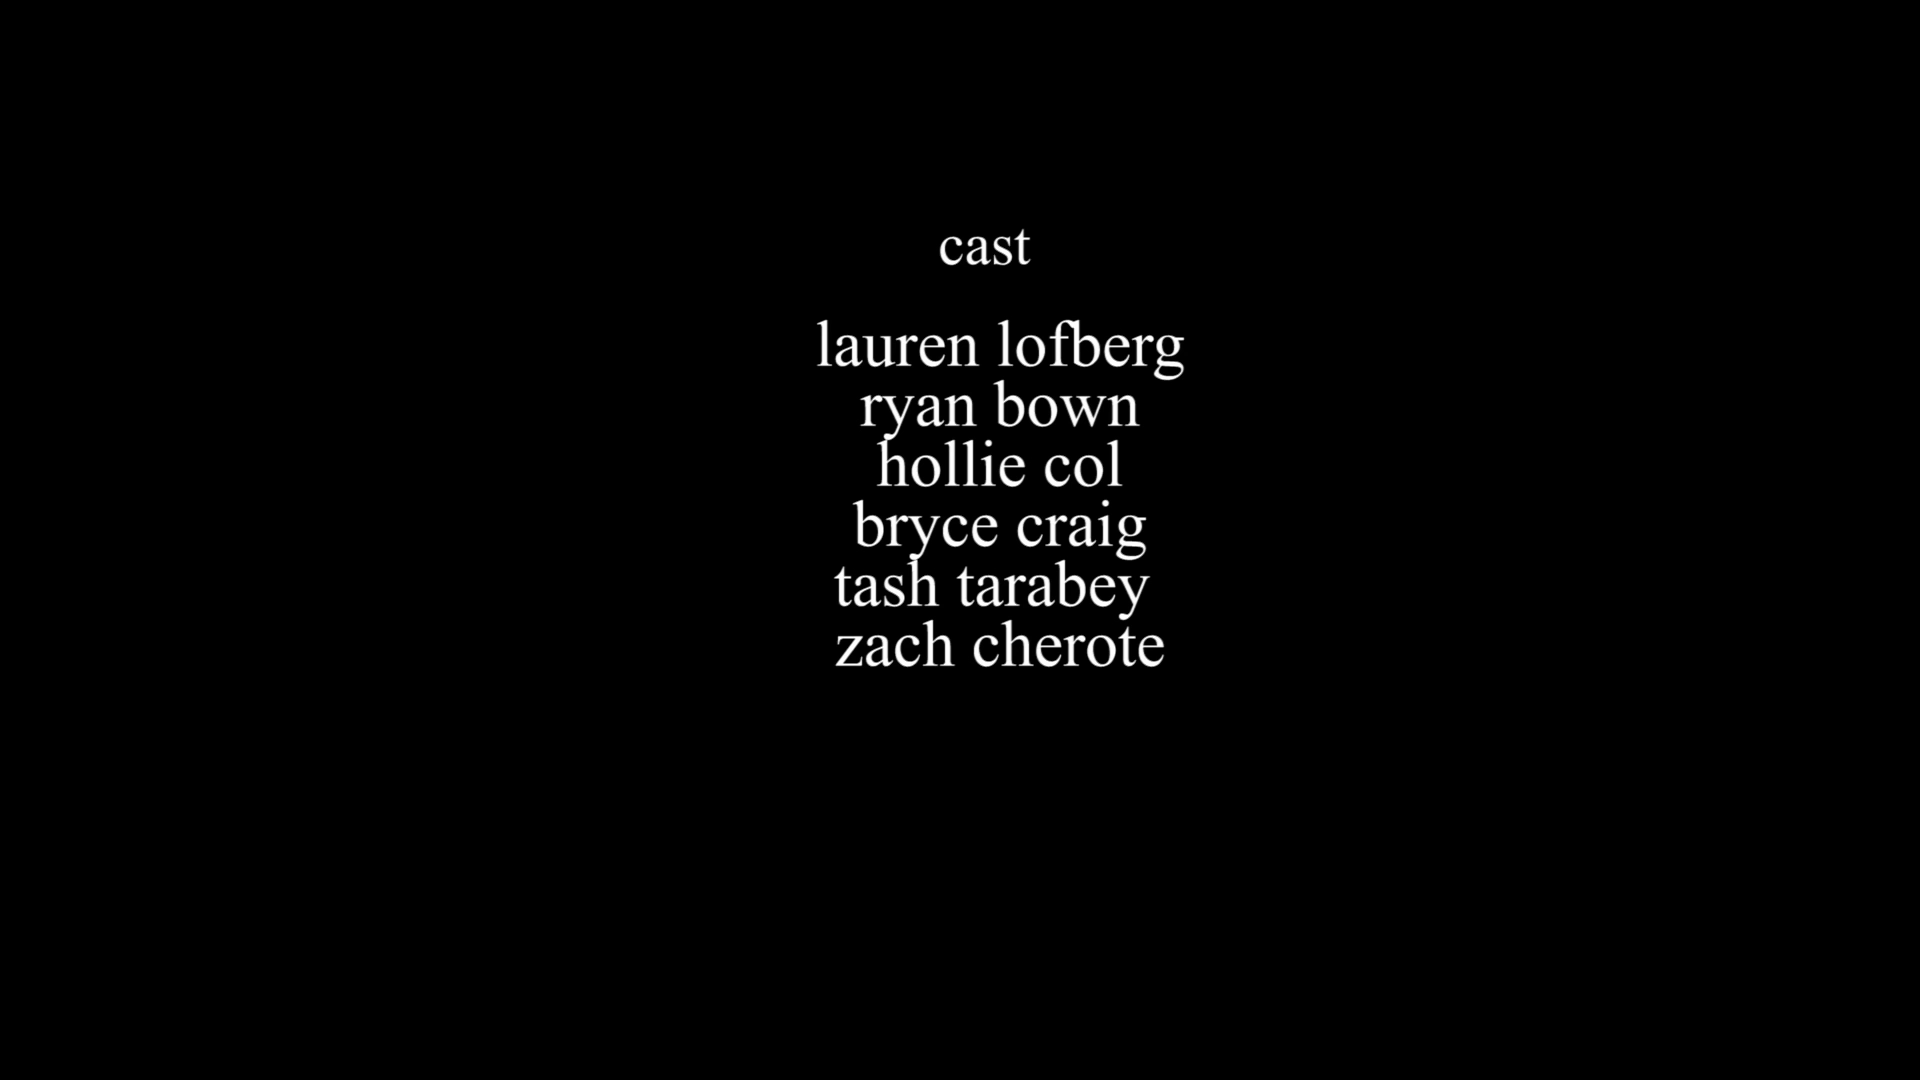 cast
lauren lofberg
ryan bown
hollie col
bryce craig
tash tarabey
zach cherote